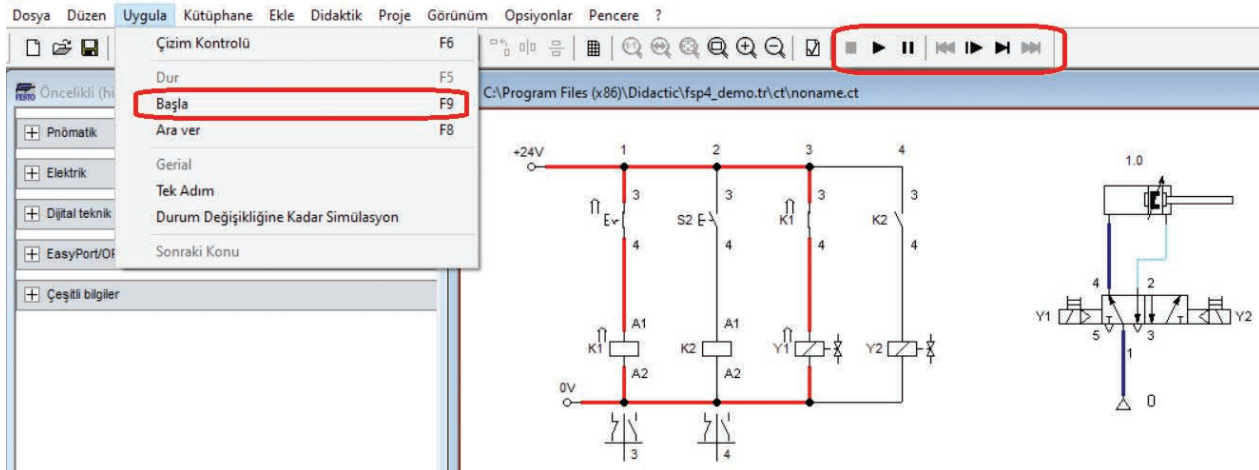 Dosya Düzen Uygula Kütüphane Ekle Didaktik Proje Görünüm Opsiyonlar Pencere ?
Çizim Kontrolü F6
Dur F5
Başla F9
Ara ver F8
Gerial
Tek Adım
Durum Değişikliğine Kadar Simülasyon
Sonraki Konu
FESTO Öncelikli (hi
Pnömatik
Elektrik
Dijital teknik
EasyPort/OP
Çeşitli bilgiler
C:\Program Files (x86)\Didactic\fsp4_demo.tr\ct\noname.ct
+24V 1 2 3 4
3 3 3 3
S2 K1 K2
4 4 4 4
A1 A1
K1 K2 Y1 Y2
A2 A2
0V
3 4
1.0
4 2
Y1 Y2
5 3
1
0